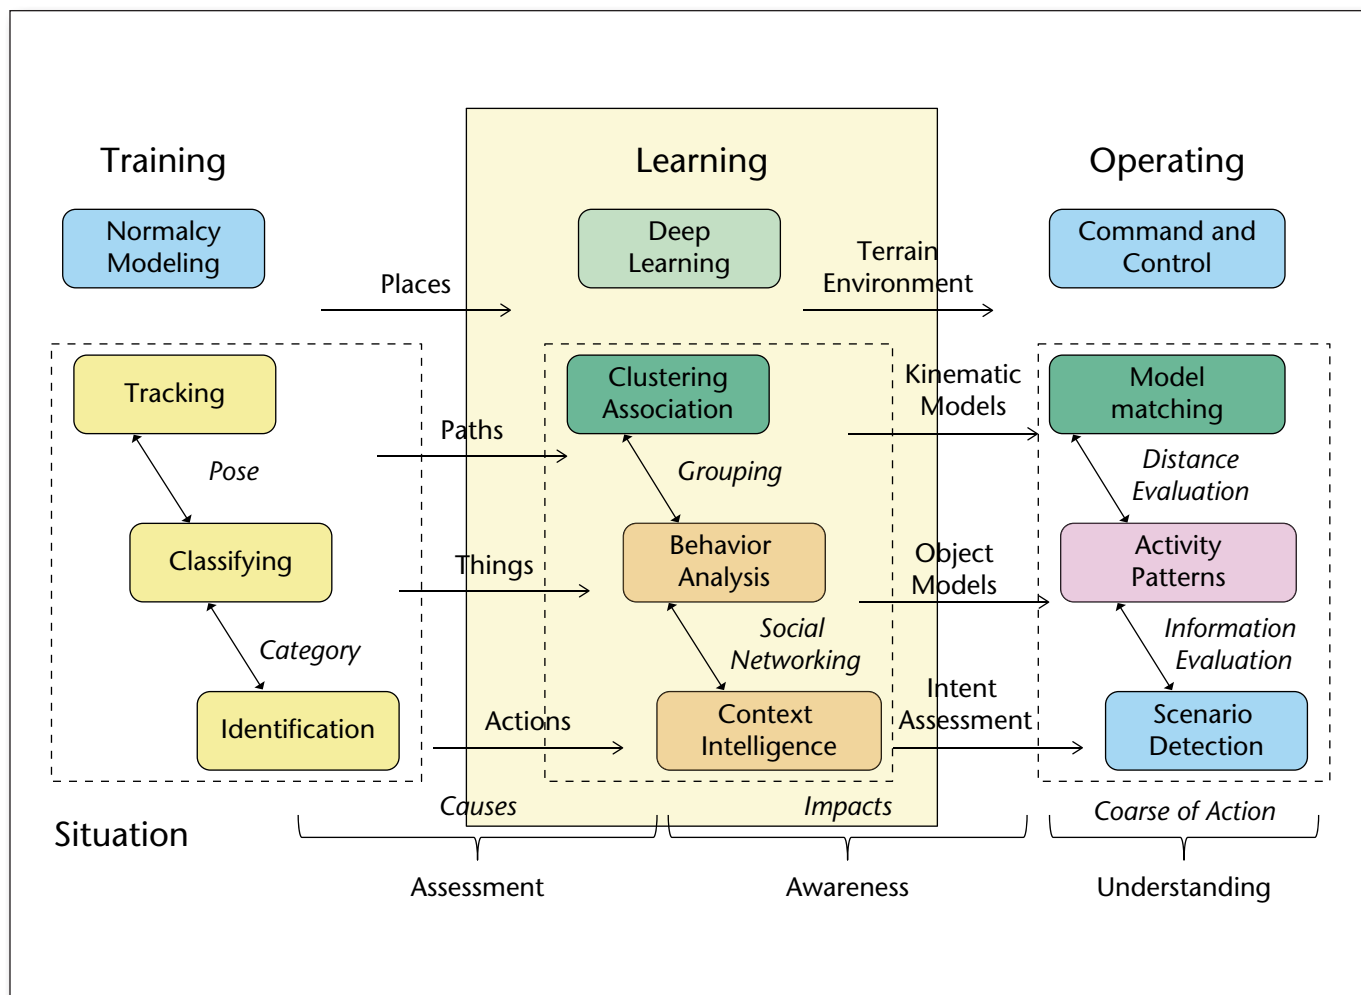 Training
Learning
Operating
Normalcy
Modeling
Deep
Learning
Command and
Control
Places
Terrain
Environment
Tracking
Clustering
Association
Model
matching
Paths
Kinematic
Models
Pose
Grouping
Distance
Evaluation
Classifying
Behavior
Analysis
Activity
Patterns
Things
Object
Models
Category
Social
Networking
Information
Evaluation
Identification
Context
Intelligence
Scenario
Detection
Actions
Intent
Assessment
Situation
Causes
Impacts
Coarse of Action
Assessment
Awareness
Understanding